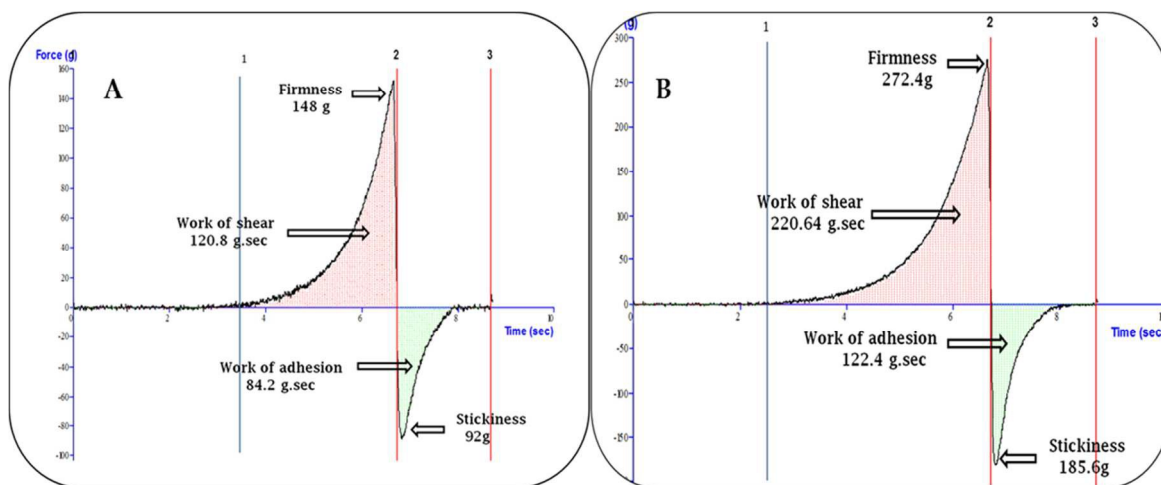 A
Force (g)
1
1
2
3
160
140
120
100
80
60
40
20
0
-20
-40
-60
-80
-100
0
2
4
6
8
10
Time (sec)
Firmness
148 g
Work of shear
120.8 g.sec
Work of adhesion
84.2 g.sec
Stickiness
92g
B
(g)
1
2
3
300
250
200
150
100
50
0
-50
-100
-150
0
2
4
6
8
Time (sec
Firmness
272.4g
Work of shear
220.64 g.sec
Work of adhesion
122.4 g.sec
Stickiness
185.6g